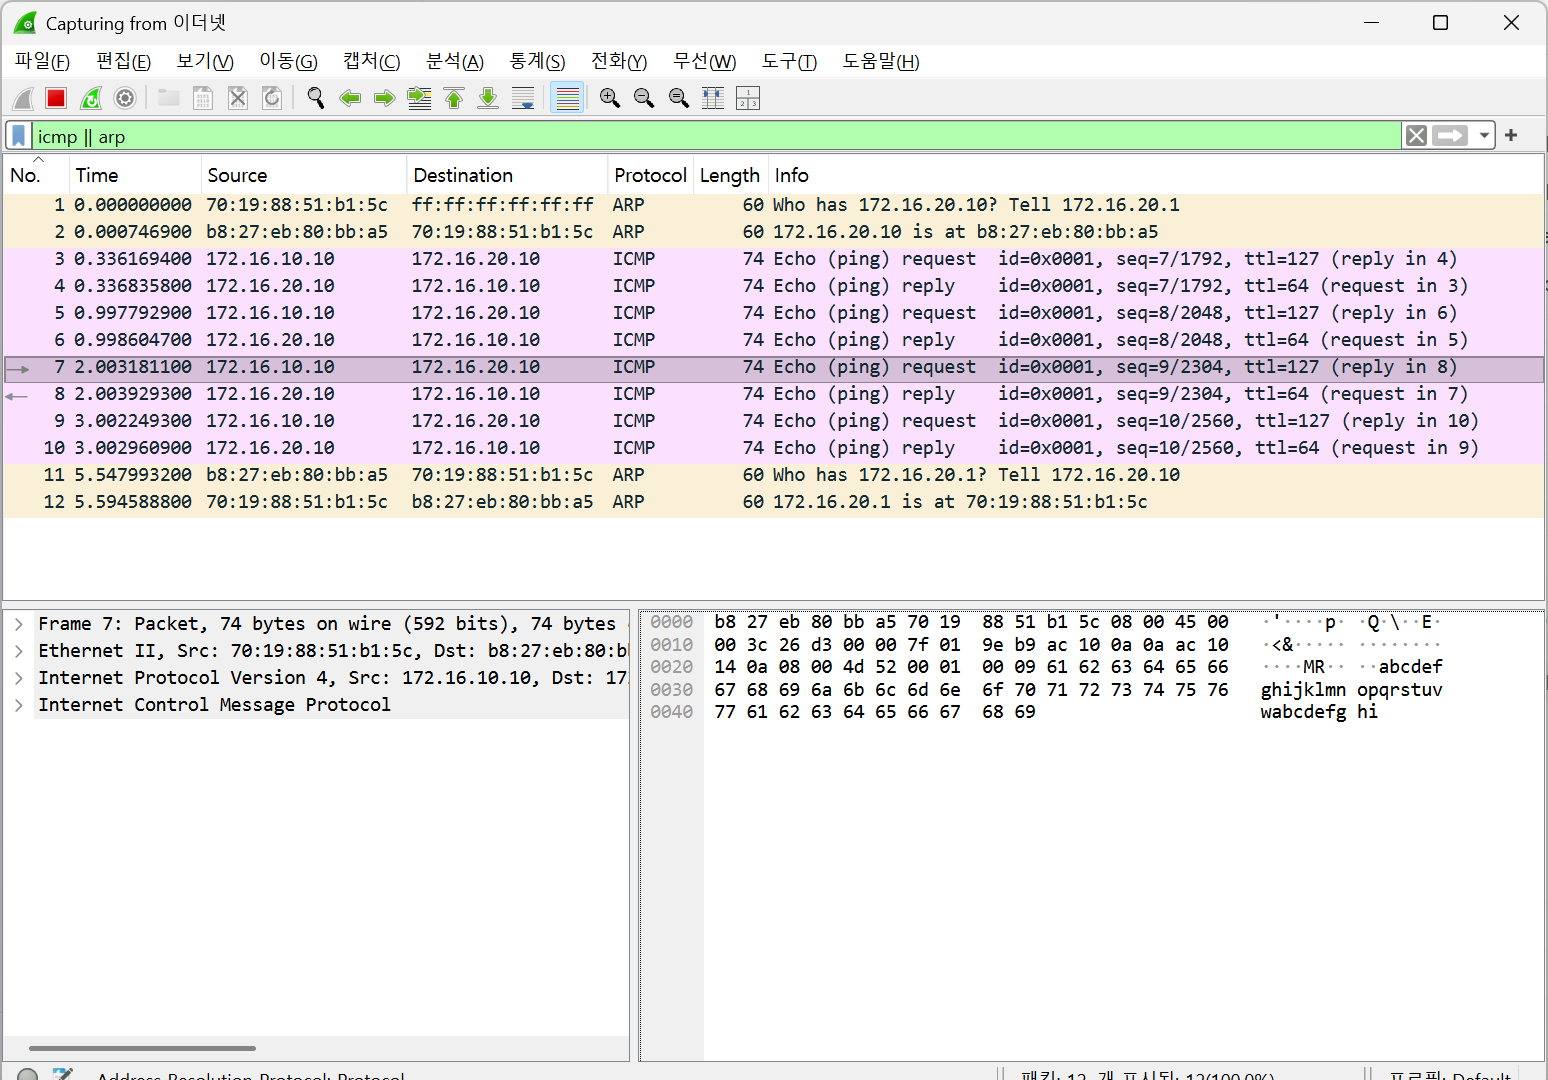 Capturing from 이더넷
파일(F) 편집(E) 보기(V) 이동(G) 캡처(C) 분석(A) 통계(S) 전화(Y) 무선(W) 도구(T) 도움말(H)
icmp || arp
No. Time Source Destination Protocol Length Info
1 0.000000000 70:19:88:51:b1:5c ff:ff:ff:ff:ff:ff ARP 60 Who has 172.16.20.10? Tell 172.16.20.1
2 0.000746900 b8:27:eb:80:bb:a5 70:19:88:51:b1:5c ARP 60 172.16.20.10 is at b8:27:eb:80:bb:a5
3 0.336169400 172.16.10.10 172.16.20.10 ICMP 74 Echo (ping) request id=0x0001, seq=7/1792, ttl=127 (reply in 4)
4 0.336835800 172.16.20.10 172.16.10.10 ICMP 74 Echo (ping) reply id=0x0001, seq=7/1792, ttl=64 (request in 3)
5 0.997792900 172.16.10.10 172.16.20.10 ICMP 74 Echo (ping) request id=0x0001, seq=8/2048, ttl=127 (reply in 6)
6 0.998604700 172.16.20.10 172.16.10.10 ICMP 74 Echo (ping) reply id=0x0001, seq=8/2048, ttl=64 (request in 5)
7 2.003181100 172.16.10.10 172.16.20.10 ICMP 74 Echo (ping) request id=0x0001, seq=9/2304, ttl=127 (reply in 8)
8 2.003929300 172.16.20.10 172.16.10.10 ICMP 74 Echo (ping) reply id=0x0001, seq=9/2304, ttl=64 (request in 7)
9 3.002249300 172.16.10.10 172.16.20.10 ICMP 74 Echo (ping) request id=0x0001, seq=10/2560, ttl=127 (reply in 10)
10 3.002960900 172.16.20.10 172.16.10.10 ICMP 74 Echo (ping) reply id=0x0001, seq=10/2560, ttl=64 (request in 9)
11 5.547993200 b8:27:eb:80:bb:a5 70:19:88:51:b1:5c ARP 60 Who has 172.16.20.1? Tell 172.16.20.10
12 5.594588800 70:19:88:51:b1:5c b8:27:eb:80:bb:a5 ARP 60 172.16.20.1 is at 70:19:88:51:b1:5c
Frame 7: Packet, 74 bytes on wire (592 bits), 74 bytes
Ethernet II, Src: 70:19:88:51:b1:5c, Dst: b8:27:eb:80:bb
Internet Protocol Version 4, Src: 172.16.10.10, Dst: 172
Internet Control Message Protocol
0000 b8 27 eb 80 bb a5 70 19 88 51 b1 5c 08 00 45 00 ·'····p· ·Q·\··E·
0010 00 3c 26 d3 00 00 7f 01 9e b9 ac 10 0a 0a ac 10 ·<&····· ········
0020 14 0a 08 00 4d 52 00 01 00 09 61 62 63 64 65 66 ····MR·· ··abcdef
0030 67 68 69 6a 6b 6c 6d 6e 6f 70 71 72 73 74 75 76 ghijklmn opqrstuv
0040 77 61 62 63 64 65 66 67 68 69 wabcdefg hi
Address Resolution Protocol: Protocol 패킷: 12 개 표시됨: 12(100.0%) 프로필: Default